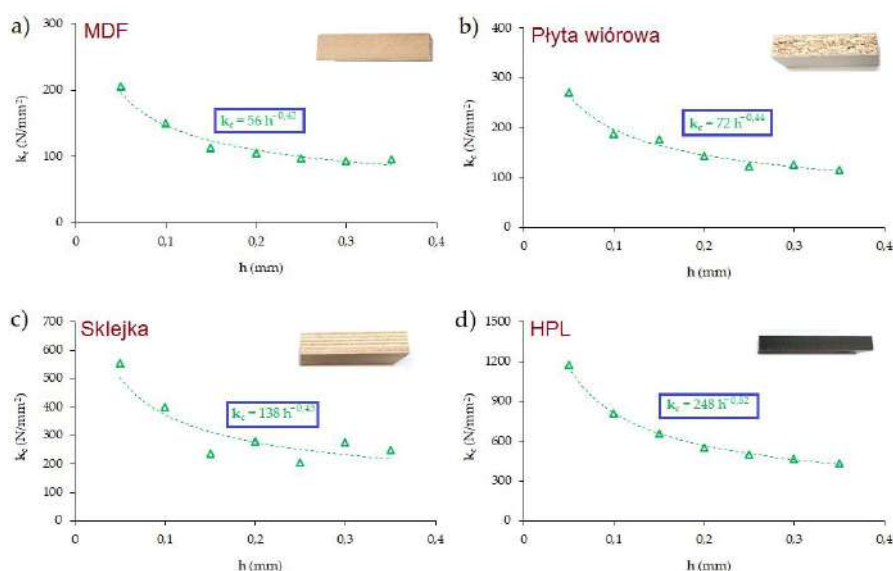 a)
MDF
300
200
100
0
k_c (N/mm²)
k_c = 56 h^−0,42
0 0,1 0,2 0,3 0,4
h (mm)
b)
Płyta wiórowa
400
300
200
100
0
k_c (N/mm²)
k_c = 72 h^−0,44
0 0,1 0,2 0,3 0,4
h (mm)
c)
Sklejka
700
600
500
400
300
200
100
0
k_c (N/mm²)
k_c = 138 h^−0,43
0 0,1 0,2 0,3 0,4
h (mm)
d)
HPL
1500
1200
900
600
300
0
k_c (N/mm²)
k_c = 248 h^−0,52
0 0,1 0,2 0,3 0,4
h (mm)